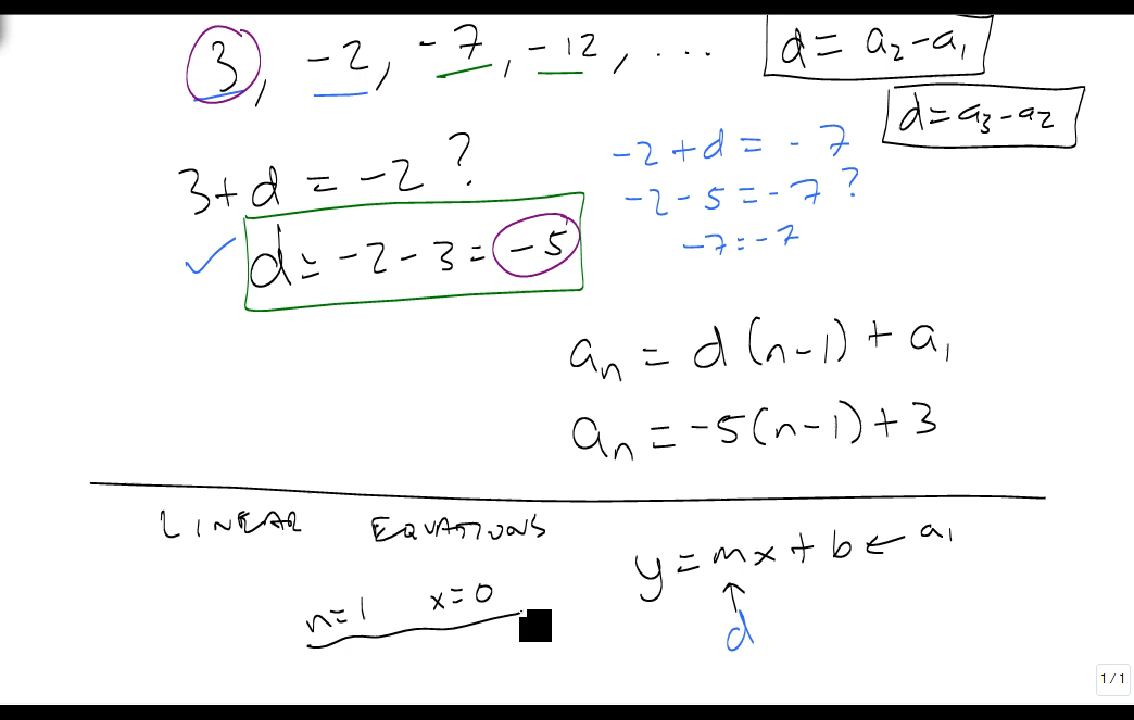 3, -2, -7, -12, ...
d = a₂ - a₁
d = a₃ - a₂
3 + d = -2 ?
d = -2 - 3 = -5
-2 + d = -7
-2 - 5 = -7 ?
-7 = -7
aₙ = d(n-1) + a₁
aₙ = -5(n-1) + 3
LINEAR EQUATIONS
y = mx + b ← a₁
↑
d
n=1 x=0
1/1